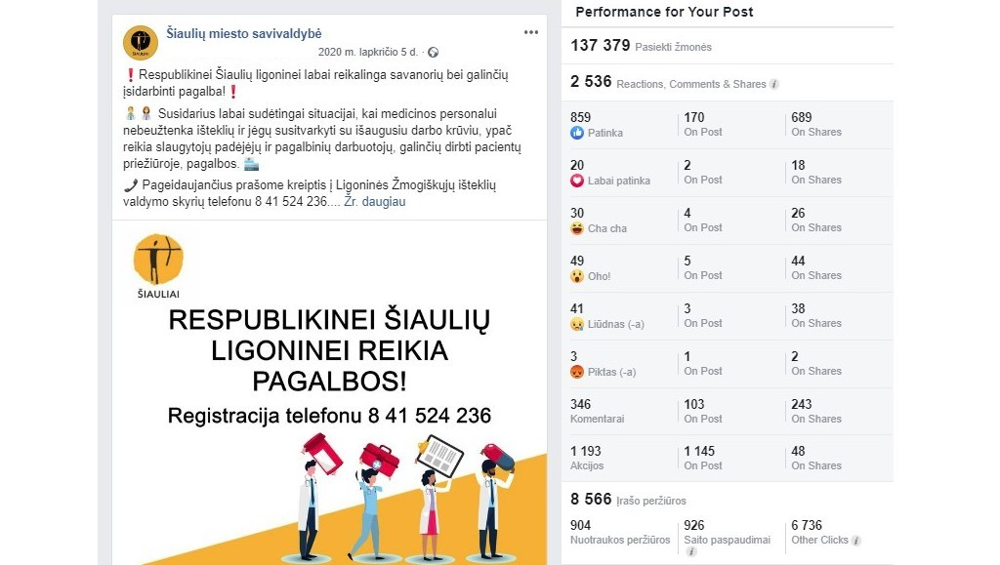 Šiaulių miesto savivaldybė
2020 m. lapkričio 5 d. ·
❗Respublikinei Šiaulių ligoninei labai reikalinga savanorių bei galinčių
įsidarbinti pagalba!❗
Susidarius labai sudėtingai situacijai, kai medicinos personalui
nebeužtenka išteklių ir jėgų susitvarkyti su išaugusiu darbo krūviu, ypač
reikia slaugytojų padėjėjų ir pagalbinių darbuotojų, galinčių dirbti pacientų
priežiūroje, pagalbos.
Pageidaujančius prašome kreiptis į Ligoninės Žmogiškųjų išteklių
valdymo skyrių telefonu 8 41 524 236.... Žr. daugiau
ŠIAULIAI
RESPUBLIKINEI ŠIAULIŲ
LIGONINEI REIKIA
PAGALBOS!
Registracija telefonu 8 41 524 236
Performance for Your Post
137 379 Pasiekti žmonės
2 536 Reactions, Comments & Shares
859 170 689
Patinka On Post On Shares
20 2 18
Labai patinka On Post On Shares
30 4 26
Cha cha On Post On Shares
49 5 44
Oho! On Post On Shares
41 3 38
Liūdnas (-a) On Post On Shares
3 1 2
Piktas (-a) On Post On Shares
346 103 243
Komentarai On Post On Shares
1 193 1 145 48
Akcijos On Post On Shares
8 566 Įrašo peržiūros
904 926 6 736
Nuotraukos peržiūros Saito paspaudimai Other Clicks